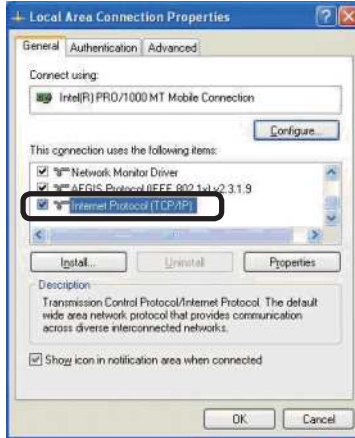 Local Area Connection Properties
General Authentication Advanced
Connect using:
Intel(R) PRO/1000 MT Mobile Connection
Configure...
This connection uses the following items:
Network Monitor Driver
AEGIS Protocol (IEEE 802.1x) v2.3.1.9
Internet Protocol (TCP/IP)
Install... Uninstall Properties
Description
Transmission Control Protocol/Internet Protocol. The default
wide area network protocol that provides communication
across diverse interconnected networks.
Show icon in notification area when connected
OK Cancel